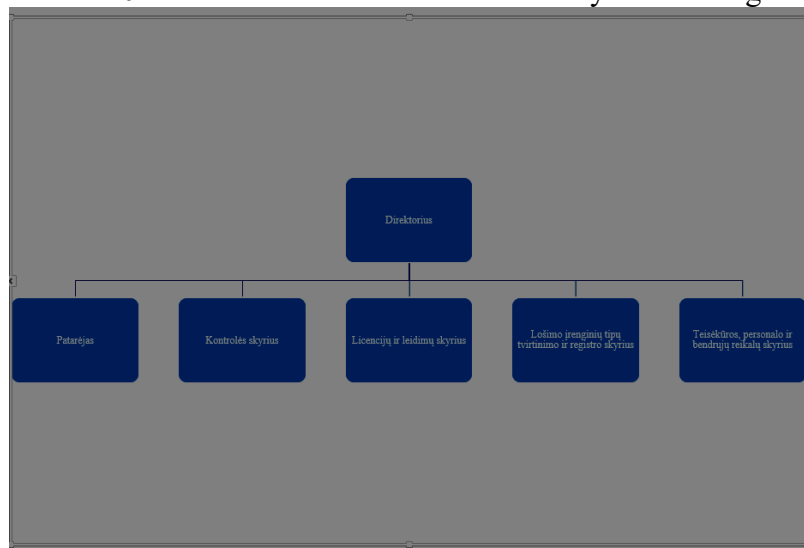 Direktorius
Patarėjas
Kontrolės skyrius
Licencijų ir leidimų skyrius
Lošimo įrenginių tipų
tvirtinimo ir registro skyrius
Teisėkūros, personalo ir
bendrųjų reikalų skyrius